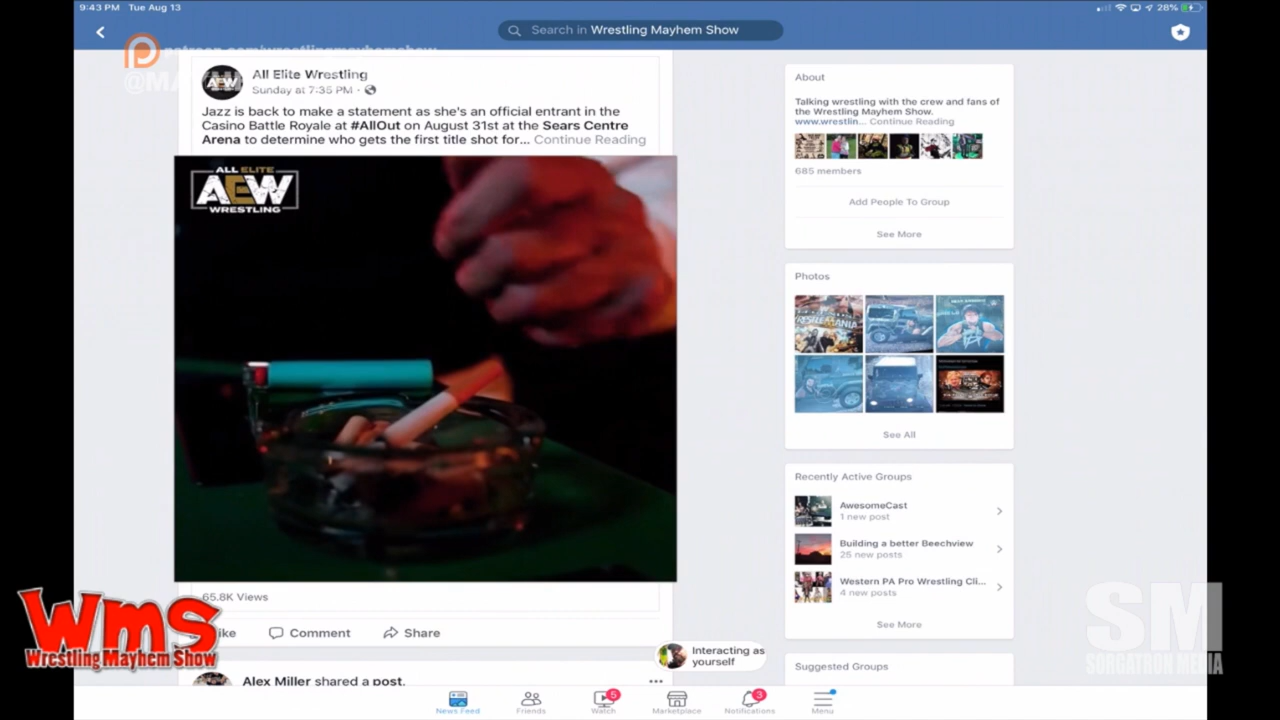 9:43 PM Tue Aug 13
28%
Search in Wrestling Mayhem Show
patreon.com/wrestlingmayhemshow
All Elite Wrestling
Sunday at 7:35 PM
Jazz is back to make a statement as she's an official entrant in the
Casino Battle Royale at #AllOut on August 31st at the Sears Centre
Arena to determine who gets the first title shot for... Continue Reading
ALL ELITE
AEW
WRESTLING
65.8K Views
Comment
Share
Alex Miller shared a post.
Interacting as
yourself
About
Talking wrestling with the crew and fans of
the Wrestling Mayhem Show.
www.wrestlin... Continue Reading
685 members
Add People To Group
See More
Photos
See All
Recently Active Groups
AwesomeCast
1 new post
Building a better Beechview
25 new posts
Western PA Pro Wrestling Cli...
4 new posts
See More
Suggested Groups
News Feed
Friends
5
Watch
Marketplace
3
Notifications
Menu
WMS
Wrestling Mayhem Show
SM
SORGATRON MEDIA